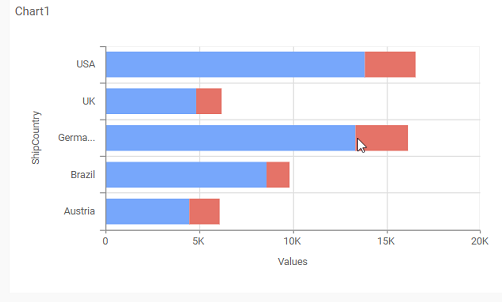 Chart1
ShipCountry
USA
UK
Germa...
Brazil
Austria
0 5K 10K 15K 20K
Values